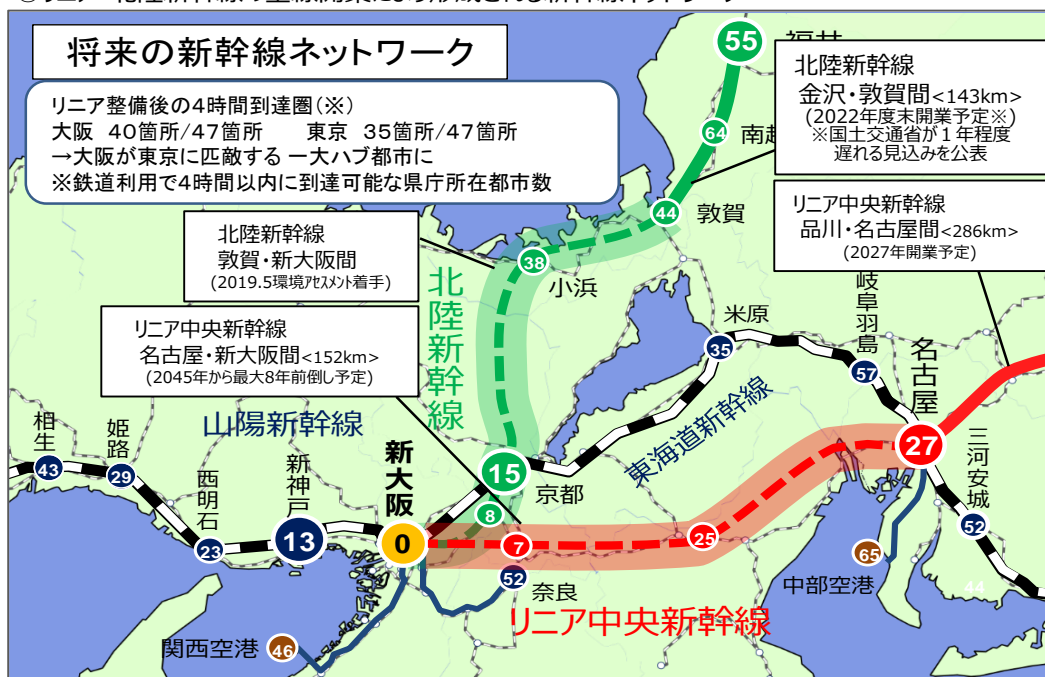 将来の新幹線ネットワーク
リニア整備後の4時間到達圏(※)
大阪 40箇所/47箇所 東京 35箇所/47箇所
→大阪が東京に匹敵する一大ハブ都市に
※鉄道利用で4時間以内に到達可能な県庁所在都市数
55
北陸新幹線
金沢・敦賀間<143km>
(2022年度末開業予定※)
※国土交通省が1年程度
遅れる見込みを公表
64
44
敦賀
リニア中央新幹線
品川・名古屋間<286km>
(2027年開業予定)
北陸新幹線
敦賀・新大阪間
(2019.5環境アセスメント着手)
38
小浜
北陸新幹線
リニア中央新幹線
名古屋・新大阪間<152km>
(2045年から最大8年前倒し予定)
米原
35
岐阜羽島
57
名古屋
27
山陽新幹線
東海道新幹線
相生
43
姫路
29
西明石
23
新神戸
13
新大阪
0
15
京都
8
7
25
三河安城
52
52
奈良
65
中部空港
44
リニア中央新幹線
関西空港
46